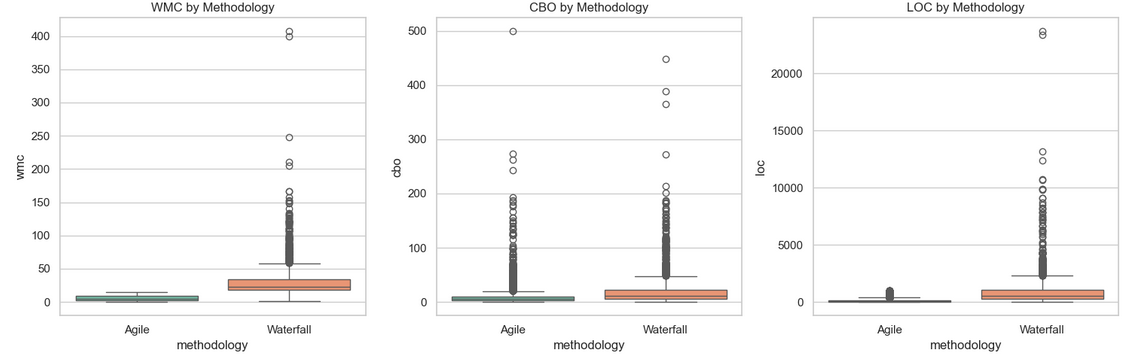 WMC by Methodology
400
350
300
250
200
150
100
50
0
wmc
Agile
Waterfall
methodology
CBO by Methodology
500
400
300
200
100
0
cbo
Agile
Waterfall
methodology
LOC by Methodology
20000
15000
10000
5000
0
loc
Agile
Waterfall
methodology